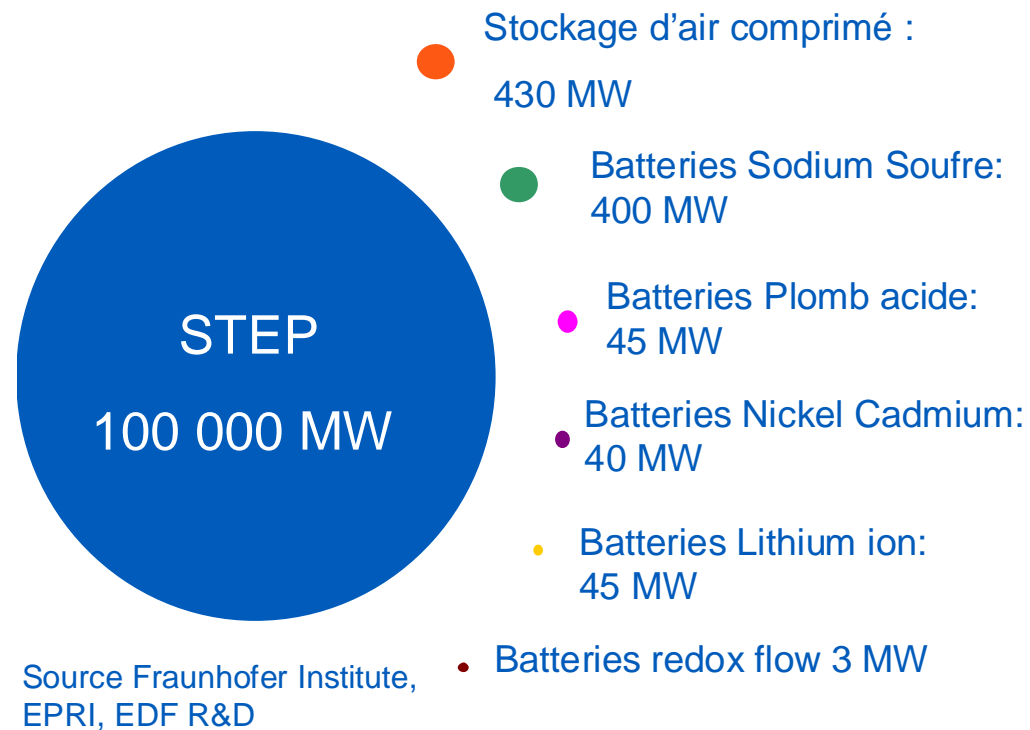 Stockage d'air comprimé :
430 MW
Batteries Sodium Soufre:
400 MW
STEP
100 000 MW
Batteries Plomb acide:
45 MW
Batteries Nickel Cadmium:
40 MW
Batteries Lithium ion:
45 MW
Batteries redox flow 3 MW
Source Fraunhofer Institute,
EPRI, EDF R&D